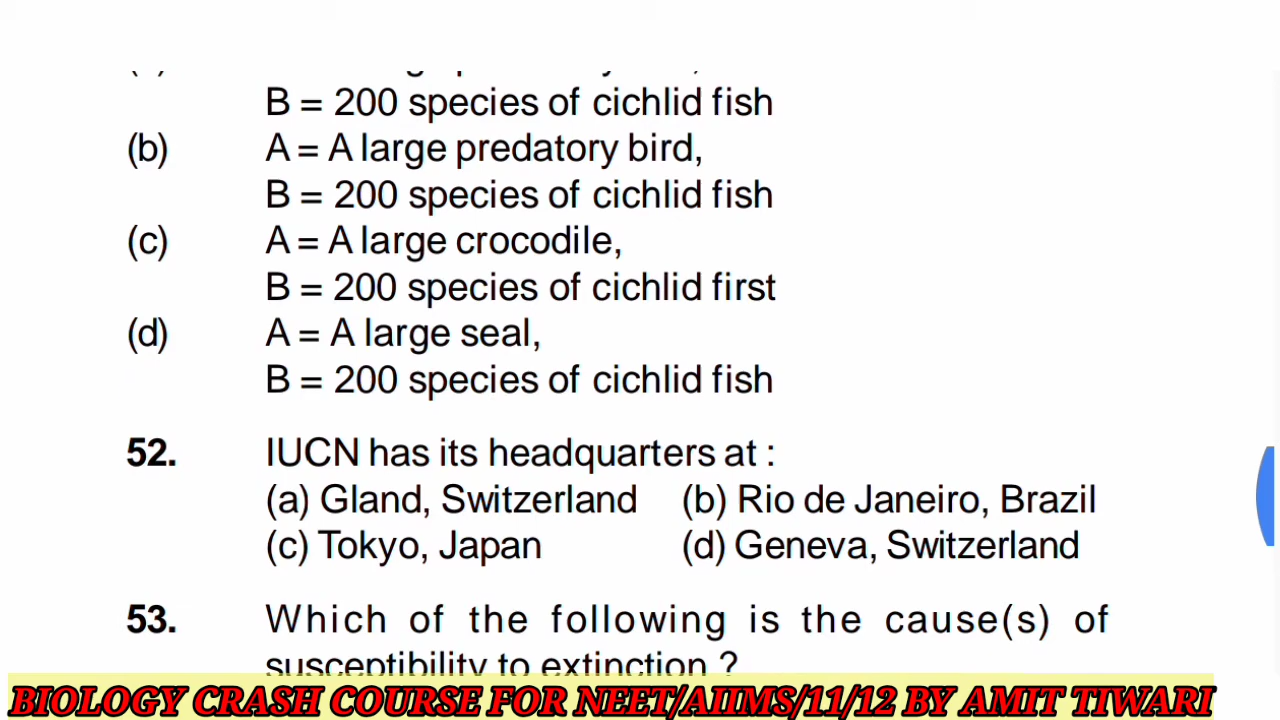 B = 200 species of cichlid fish
(b) A = A large predatory bird,
B = 200 species of cichlid fish
(c) A = A large crocodile,
B = 200 species of cichlid first
(d) A = A large seal,
B = 200 species of cichlid fish
52. IUCN has its headquarters at :
(a) Gland, Switzerland (b) Rio de Janeiro, Brazil
(c) Tokyo, Japan (d) Geneva, Switzerland
53. Which of the following is the cause(s) of
susceptibility to extinction ?
BIOLOGY CRASH COURSE FOR NEET/AIIMS/11/12 BY AMIT TIWARI